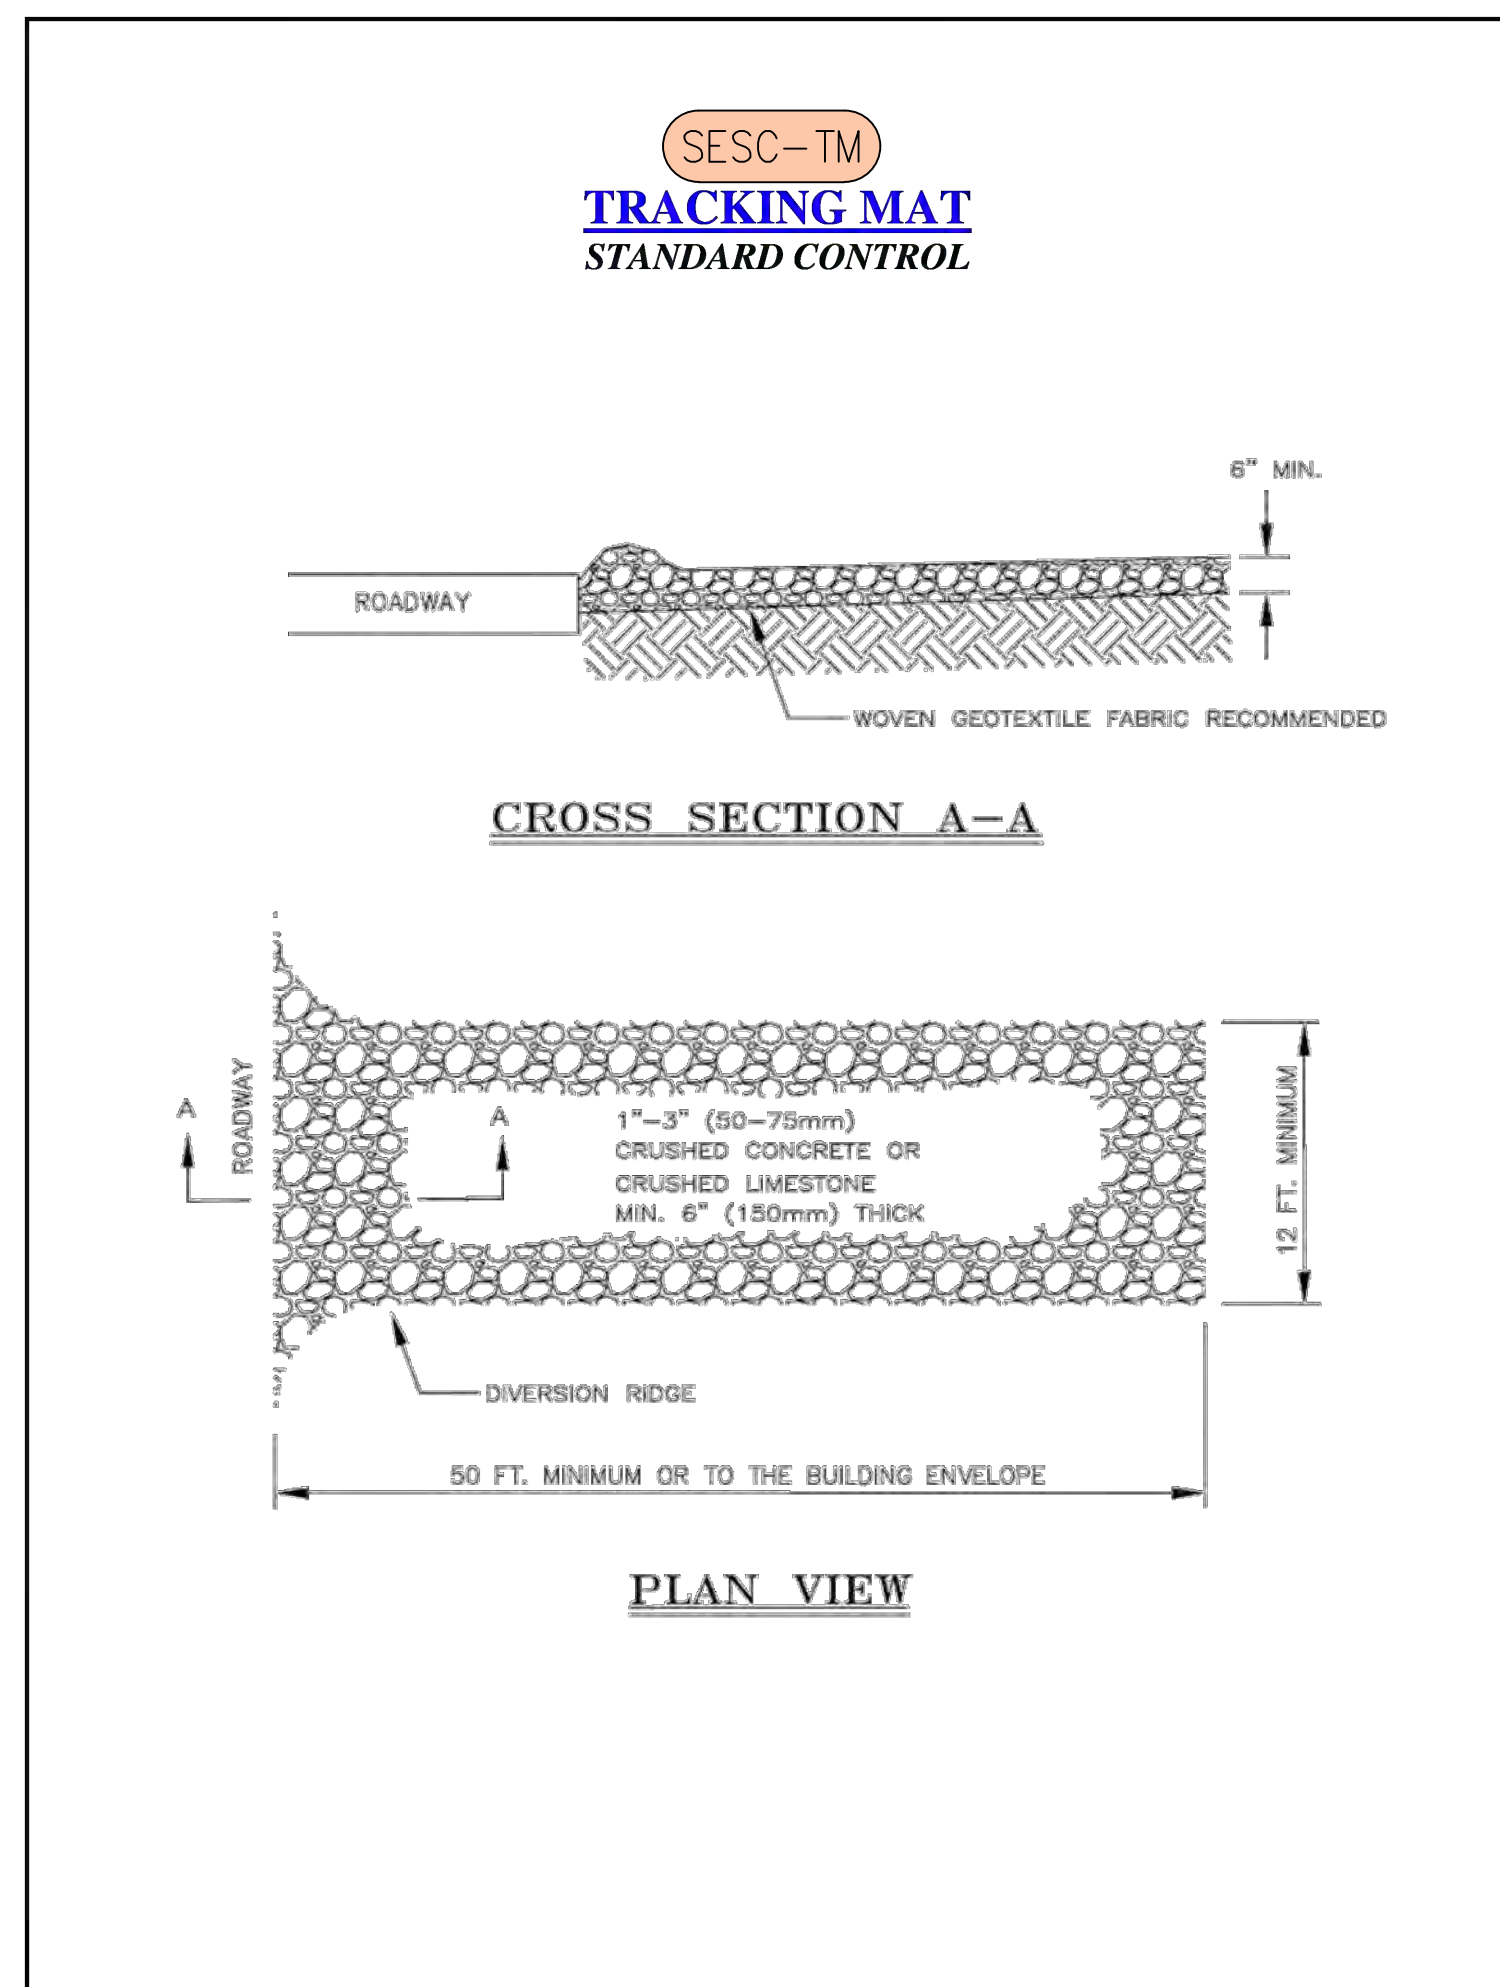 SESC-TM
TRACKING MAT
STANDARD CONTROL
6" MIN.
ROADWAY
WOVEN GEOTEXTILE FABRIC RECOMMENDED
CROSS SECTION A-A
ROADWAY
A
A
1"-3" (50-75mm)
CRUSHED CONCRETE OR
CRUSHED LIMESTONE
MIN. 6" (150mm) THICK
12 FT. MINIMUM
DIVERSION RIDGE
50 FT. MINIMUM OR TO THE BUILDING ENVELOPE
PLAN VIEW